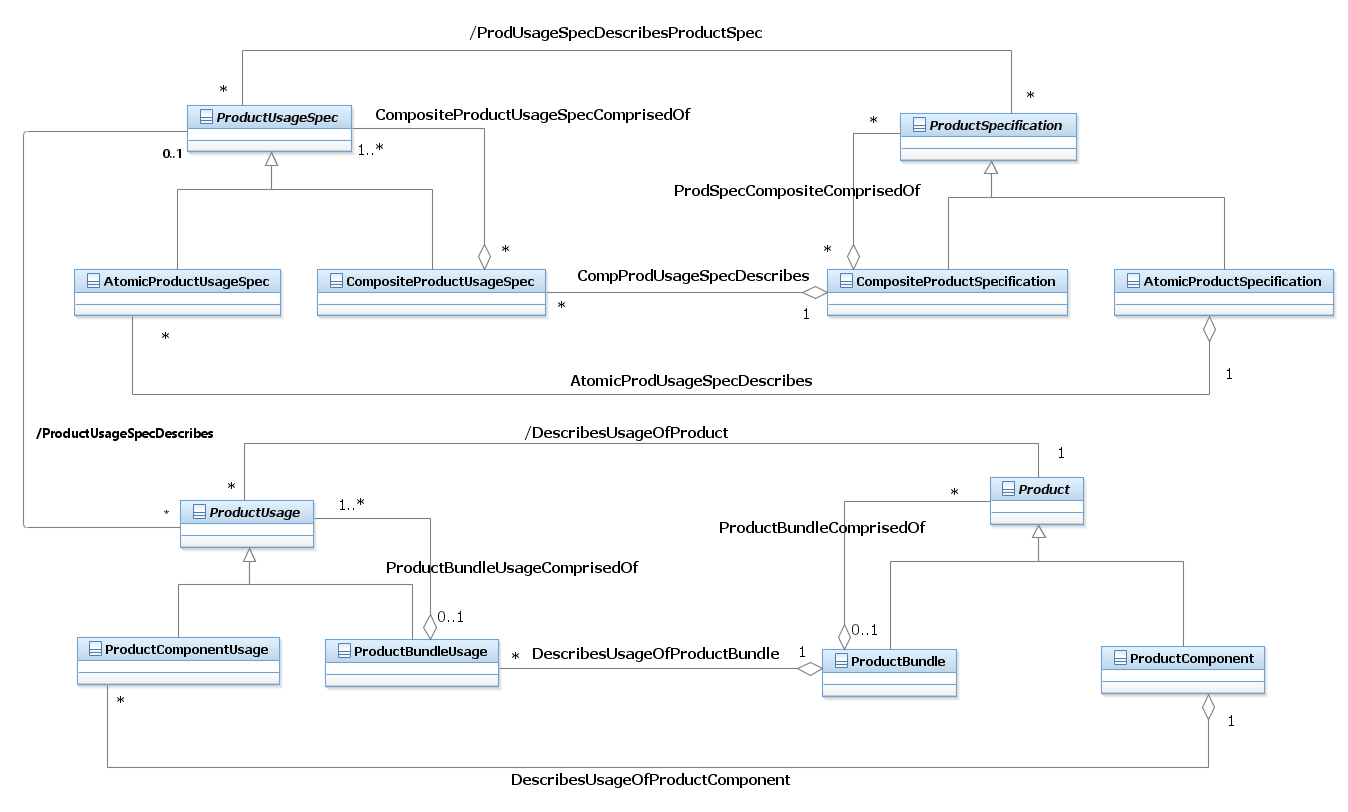 /ProdUsageSpecDescribesProductSpec
*
*
ProductUsageSpec
CompositeProductUsageSpecComprisedOf
*
ProductSpecification
0..1
1..*
ProdSpecCompositeComprisedOf
*
*
AtomicProductUsageSpec
CompositeProductUsageSpec
CompProdUsageSpecDescribes
CompositeProductSpecification
AtomicProductSpecification
*
*
1
AtomicProdUsageSpecDescribes
1
/ProductUsageSpecDescribes
/DescribesUsageOfProduct
1
*
1..*
*
Product
*
ProductUsage
ProductBundleComprisedOf
ProductBundleUsageComprisedOf
0..1
0..1
ProductComponentUsage
ProductBundleUsage
*
DescribesUsageOfProductBundle
1
ProductBundle
ProductComponent
*
1
DescribesUsageOfProductComponent